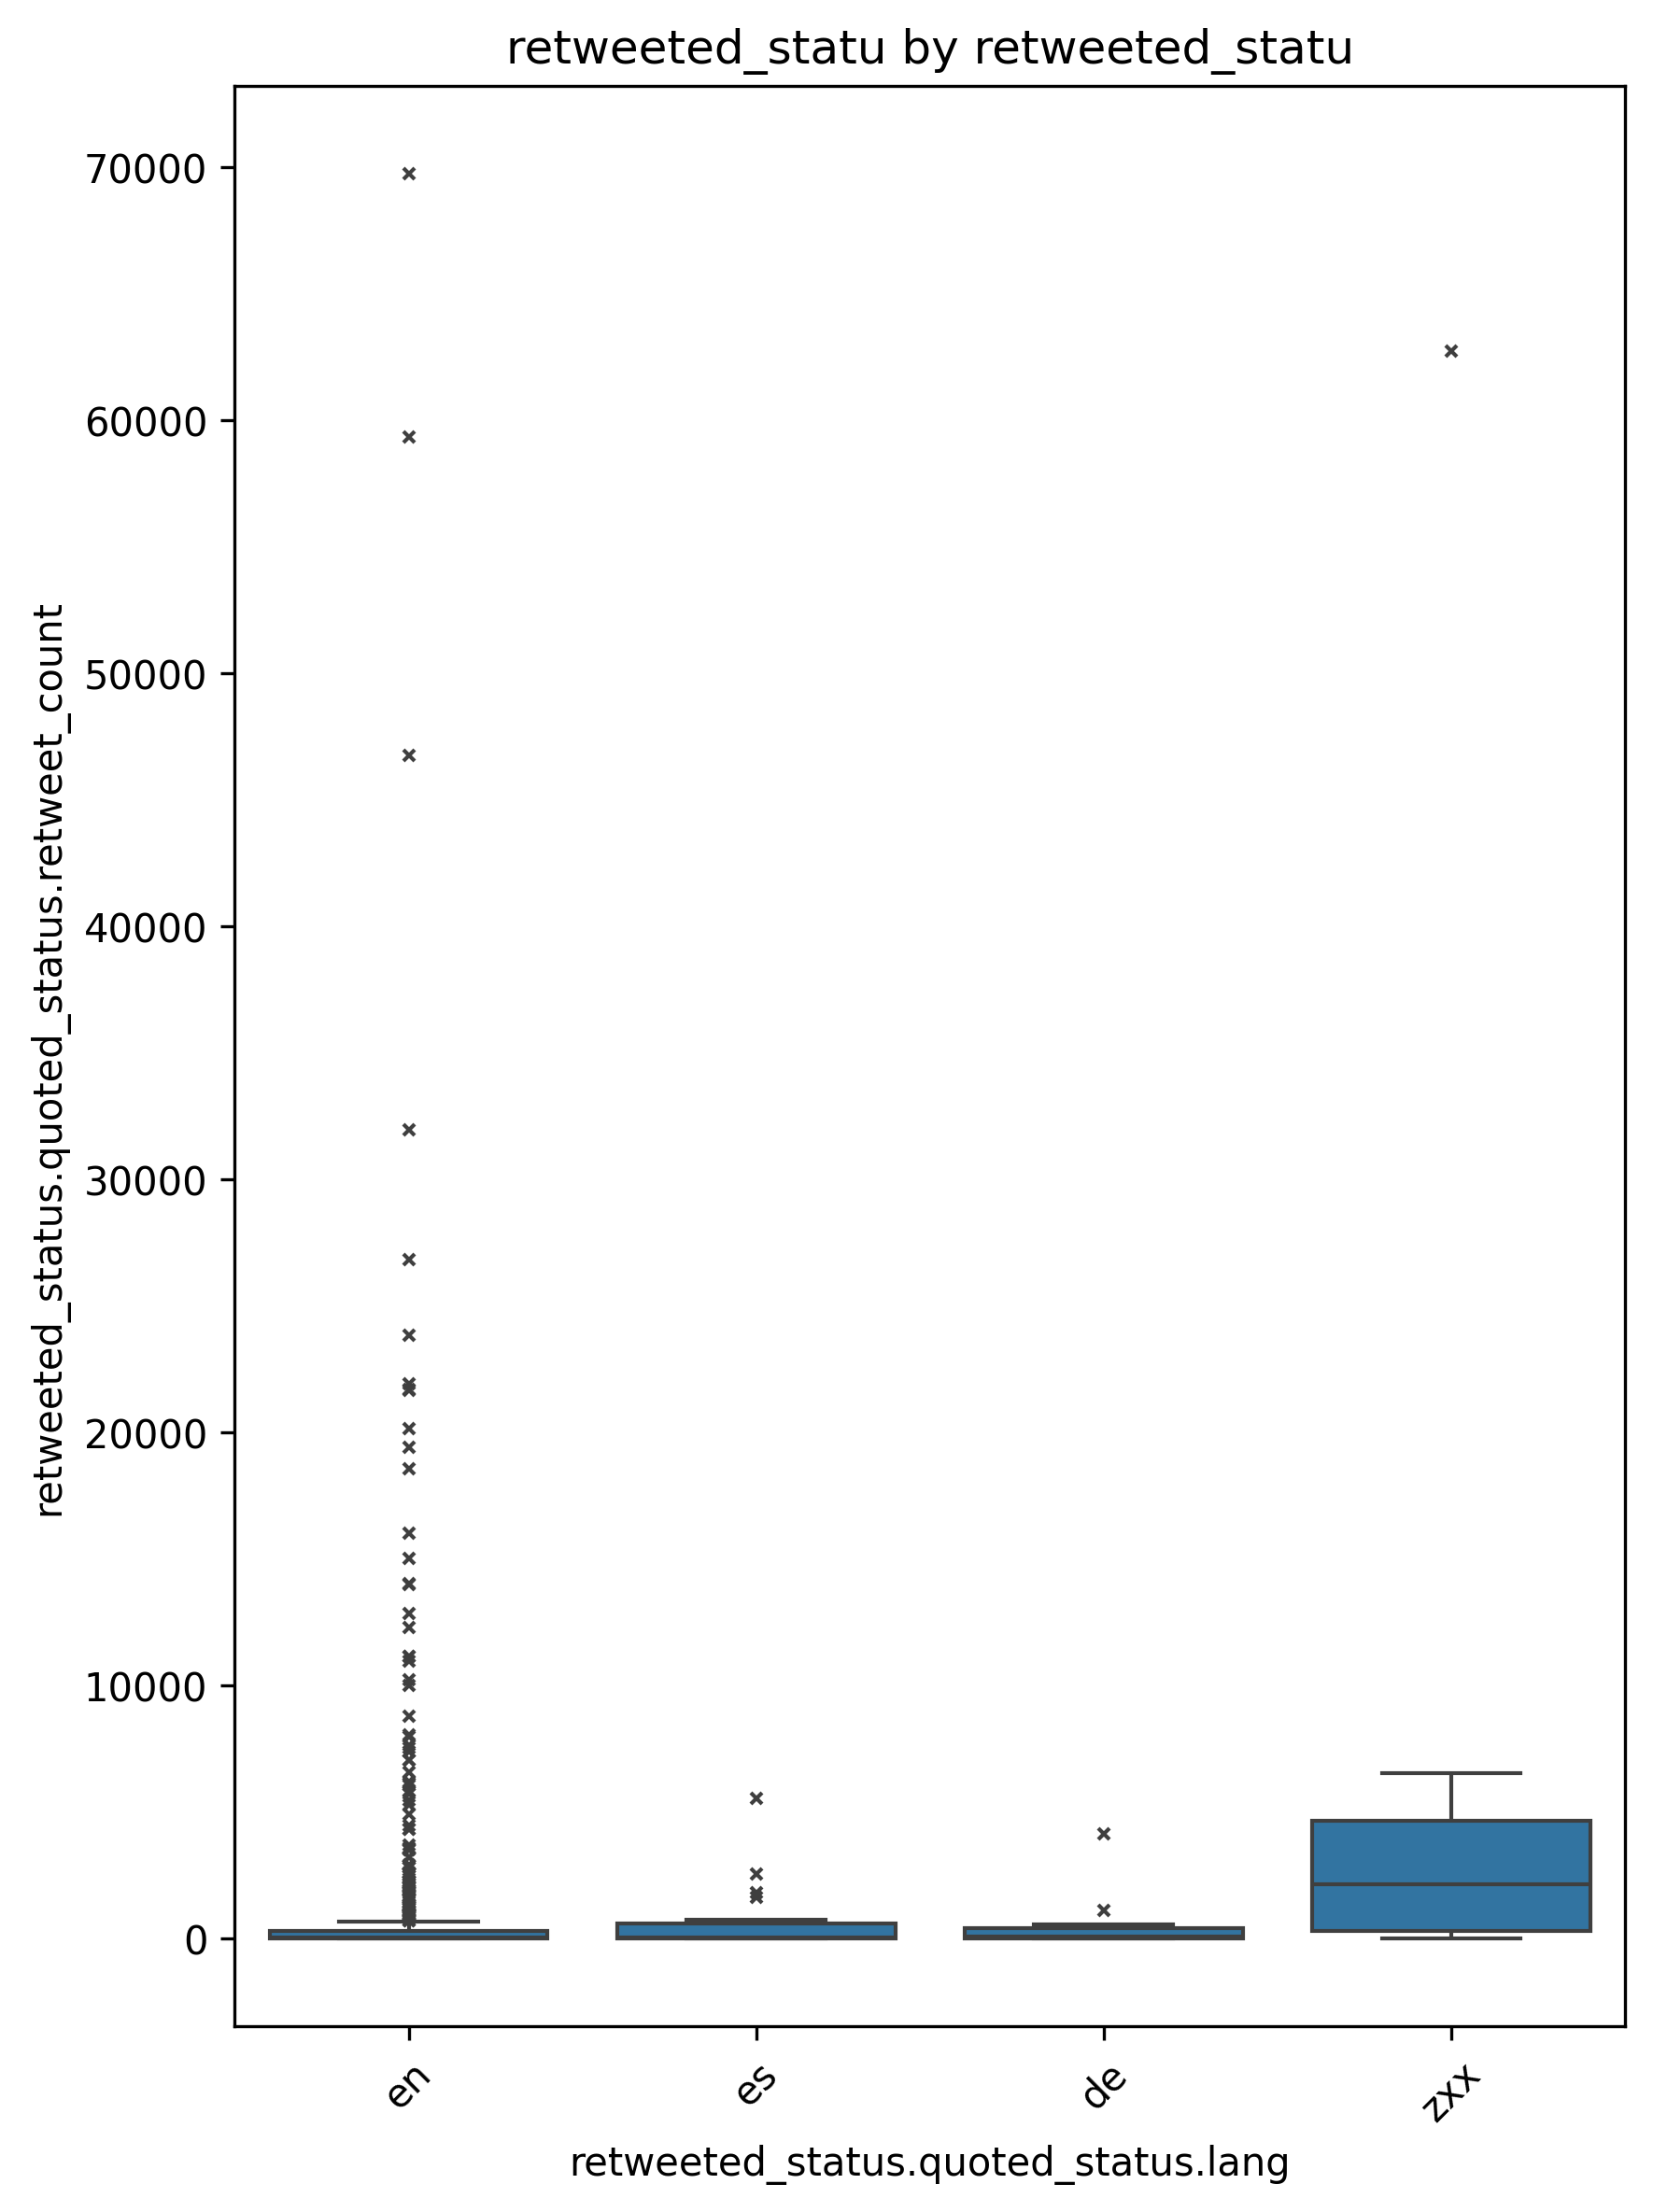 retweeted_statu by retweeted_statu
70000
60000
50000
40000
30000
20000
10000
0
retweeted_status.quoted_status.retweet_count
en
es
de
zxx
retweeted_status.quoted_status.lang